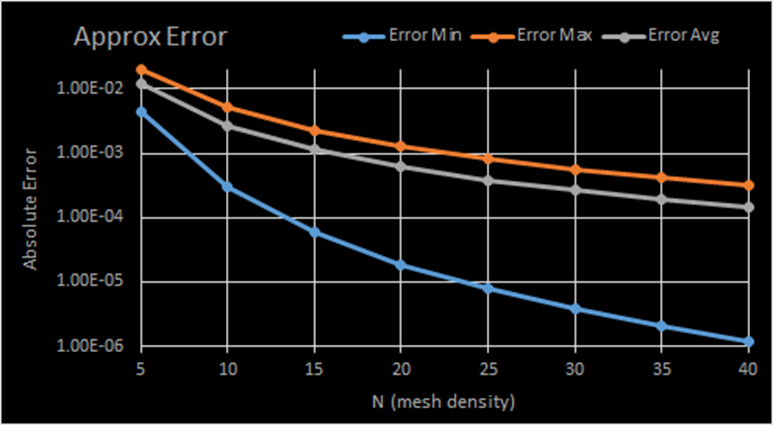 Approx Error
Error Min
Error Max
Error Avg
1.00E-02
1.00E-03
1.00E-04
1.00E-05
1.00E-06
Absolute Error
5 10 15 20 25 30 35 40
N (mesh density)